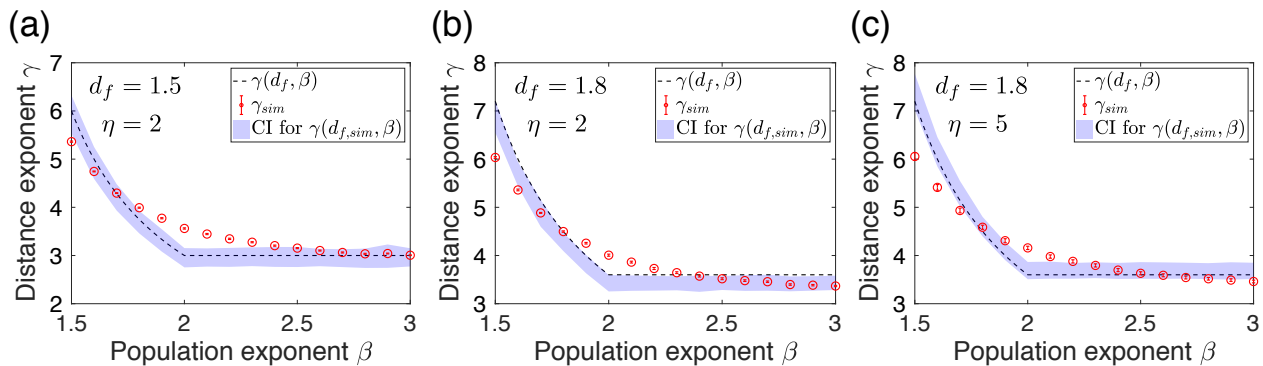 (a)
Distance exponent γ
7
6
5
4
3
2
d_f = 1.5
η = 2
γ(d_f, β)
γ_sim
CI for γ(d_{f,sim}, β)
1.5 2 2.5 3
Population exponent β
(b)
Distance exponent γ
8
7
6
5
4
3
d_f = 1.8
η = 2
γ(d_f, β)
γ_sim
CI for γ(d_{f,sim}, β)
1.5 2 2.5 3
Population exponent β
(c)
Distance exponent γ
8
7
6
5
4
3
d_f = 1.8
η = 5
γ(d_f, β)
γ_sim
CI for γ(d_{f,sim}, β)
1.5 2 2.5 3
Population exponent β